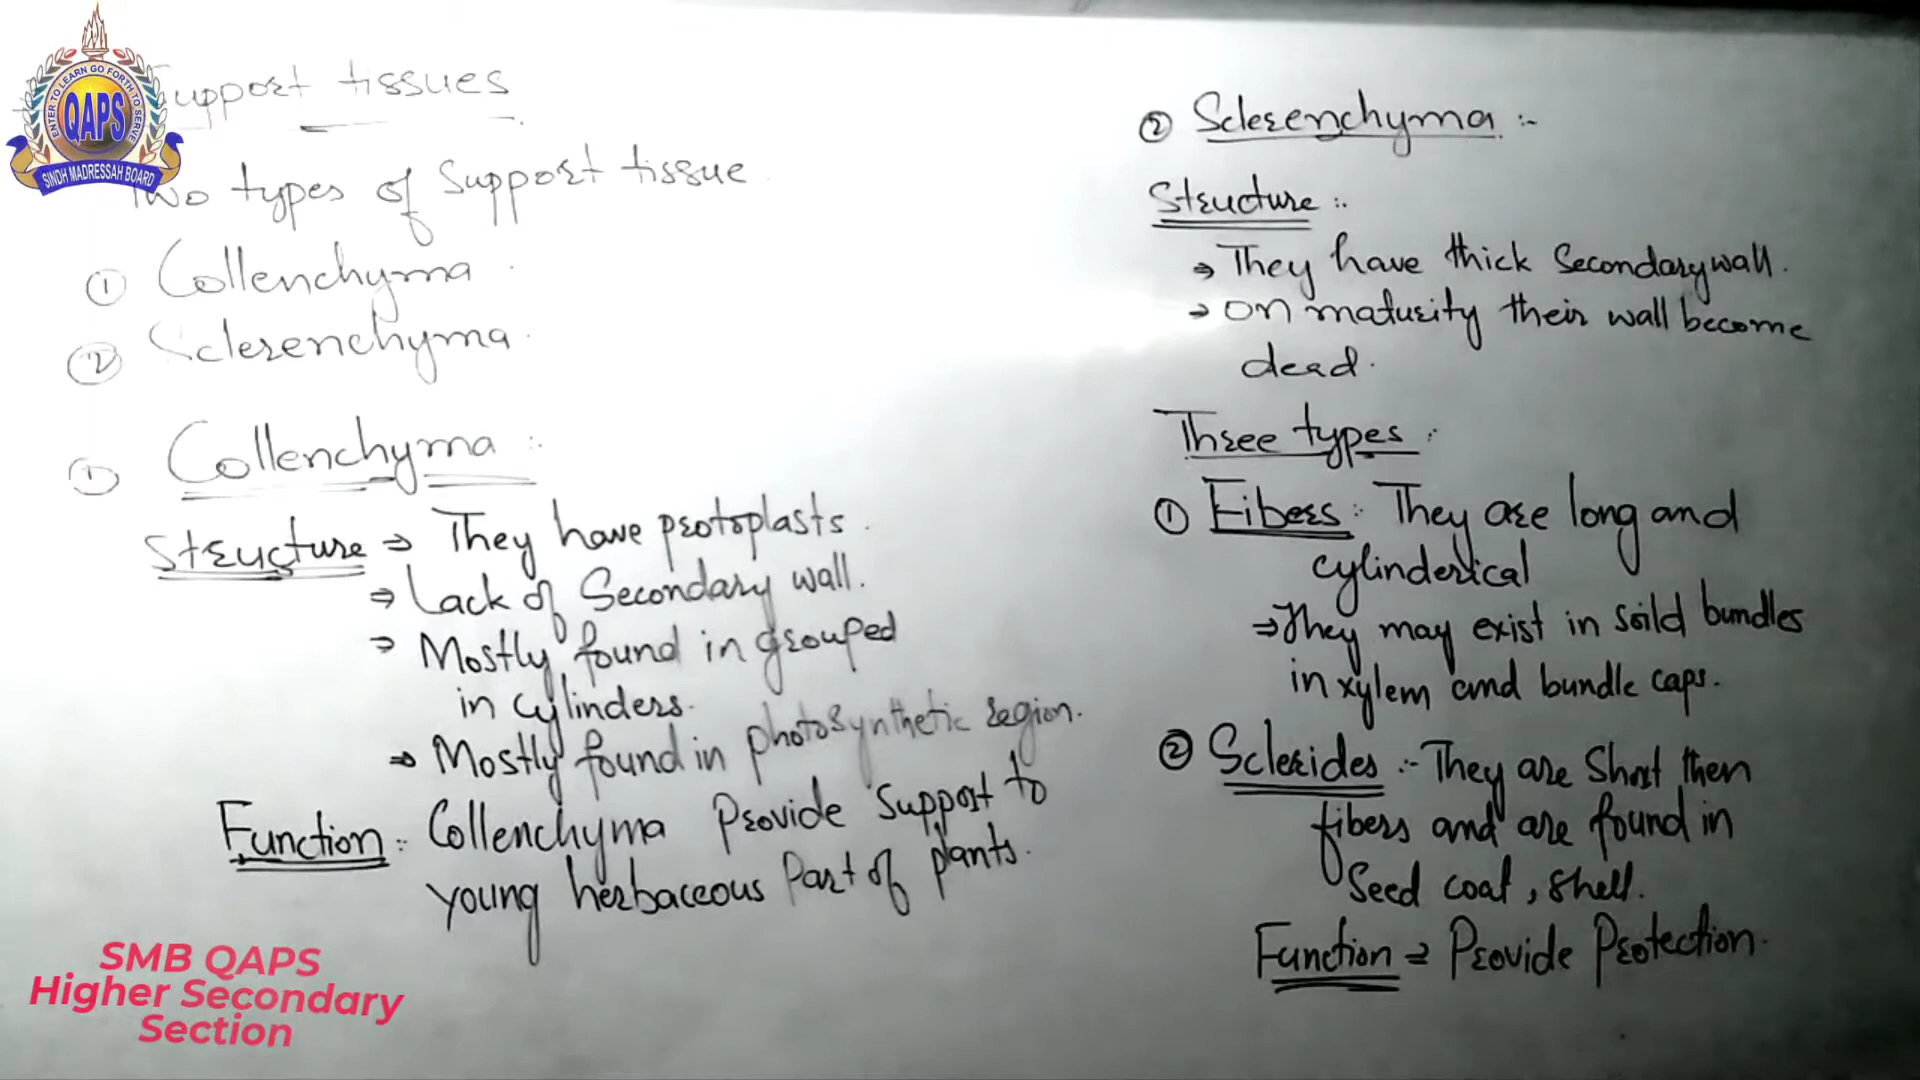 ENTER TO LEARN GO FORTH TO SERVE
QAPS
SINDH MADRESSAH BOARD
Support tissues
Two types of Support tissue
① Collenchyma
② Sclerenchyma
① Collenchyma :-
Structure ⇒ They have protoplasts.
⇒ Lack of Secondary wall.
⇒ Mostly found in grouped
in cylinders.
⇒ Mostly found in photosynthetic region.
Function :- Collenchyma Provide Support to
young herbaceous Part of plants.
② Sclerenchyma :-
Structure :-
⇒ They have thick Secondary wall.
⇒ On maturity their wall become
dead.
Three types :-
① Fibers :- They are long and
cylinderical
⇒ They may exist in soild bundles
in xylem and bundle caps.
② Sclerides :- They are Short then
fibers and are found in
Seed coat, shell.
Function ⇒ Provide Protection.
SMB QAPS
Higher Secondary
Section